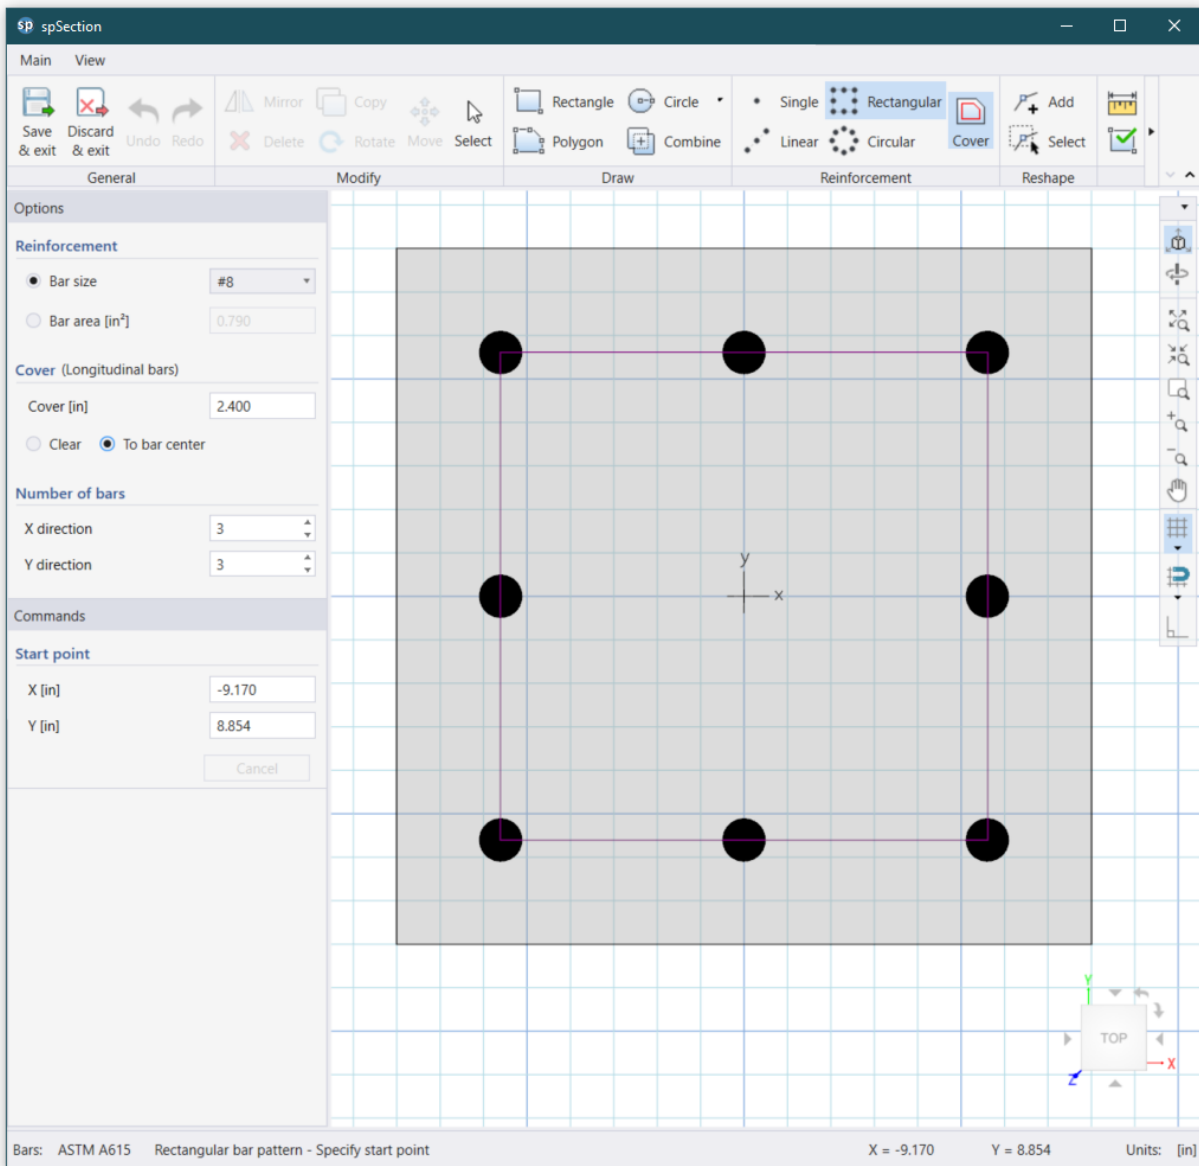 sp spSection
Main View
Save & exit
Discard & exit
Undo
Redo
General
Mirror
Copy
Delete
Rotate
Move
Select
Modify
Rectangle
Circle
Polygon
Combine
Draw
Single
Rectangular
Linear
Circular
Cover
Reinforcement
Add
Select
Reshape
Options
Reinforcement
Bar size #8
Bar area [in²] 0.790
Cover (Longitudinal bars)
Cover [in] 2.400
Clear To bar center
Number of bars
X direction 3
Y direction 3
Commands
Start point
X [in] -9.170
Y [in] 8.854
Cancel
y
x
Y
TOP
X
Z
Bars: ASTM A615 Rectangular bar pattern - Specify start point X = -9.170 Y = 8.854 Units: [in]